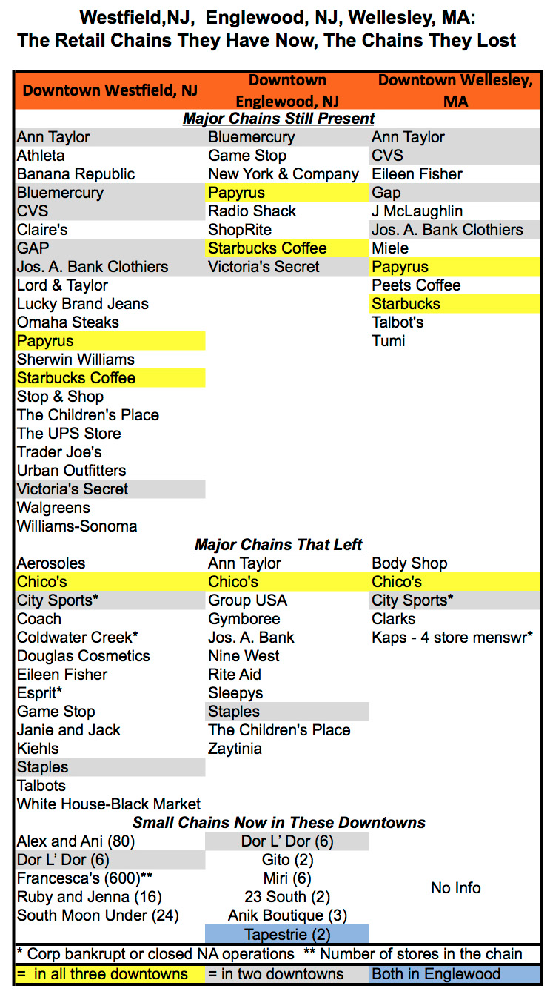 Westfield,NJ, Englewood, NJ, Wellesley, MA:
The Retail Chains They Have Now, The Chains They Lost
Downtown Westfield, NJ Downtown Englewood, NJ Downtown Wellesley, MA
Major Chains Still Present
Ann Taylor Bluemercury Ann Taylor
Athleta Game Stop CVS
Banana Republic New York & Company Eileen Fisher
Bluemercury Papyrus Gap
CVS Radio Shack J McLaughlin
Claire's ShopRite Jos. A. Bank Clothiers
GAP Starbucks Coffee Miele
Jos. A. Bank Clothiers Victoria's Secret Papyrus
Lord & Taylor Peets Coffee
Lucky Brand Jeans Starbucks
Omaha Steaks Talbot's
Papyrus Tumi
Sherwin Williams
Starbucks Coffee
Stop & Shop
The Children's Place
The UPS Store
Trader Joe's
Urban Outfitters
Victoria's Secret
Walgreens
Williams-Sonoma
Major Chains That Left
Aerosoles Ann Taylor Body Shop
Chico's Chico's Chico's
City Sports* Group USA City Sports*
Coach Gymboree Clarks
Coldwater Creek* Jos. A. Bank Kaps - 4 store menswr*
Douglas Cosmetics Nine West
Eileen Fisher Rite Aid
Esprit* Sleepys
Game Stop Staples
Janie and Jack The Children's Place
Kiehls Zaytinia
Staples
Talbots
White House-Black Market
Small Chains Now in These Downtowns
Alex and Ani (80) Dor L’ Dor (6)
Dor L’ Dor (6) Gito (2)
Francesca's (600)** Miri (6)
Ruby and Jenna (16) 23 South (2) No Info
South Moon Under (24) Anik Boutique (3)
Tapestrie (2)
* Corp bankrupt or closed NA operations ** Number of stores in the chain
= in all three downtowns = in two downtowns Both in Englewood